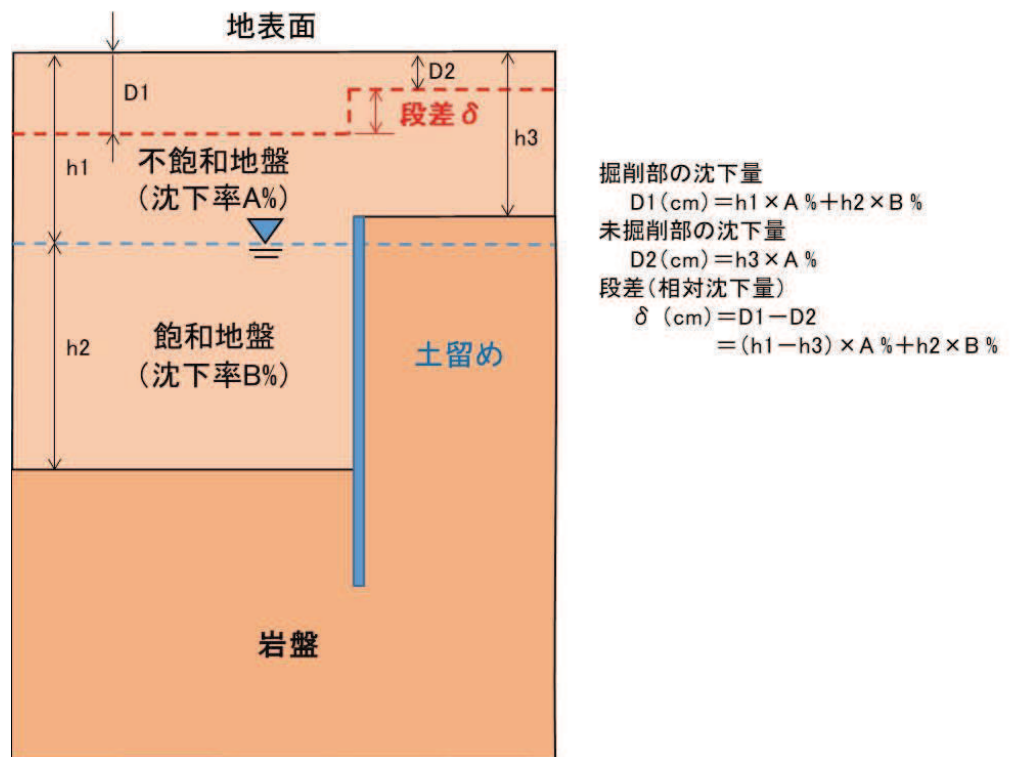 地表面
D1
D2
段差δ
h3
h1
不飽和地盤
(沈下率A%)
h2
飽和地盤
(沈下率B%)
土留め
岩盤
掘削部の沈下量
D1(cm)=h1×A%+h2×B%
未掘削部の沈下量
D2(cm)=h3×A%
段差(相対沈下量)
δ (cm)=D1-D2
=(h1-h3)×A%+h2×B%